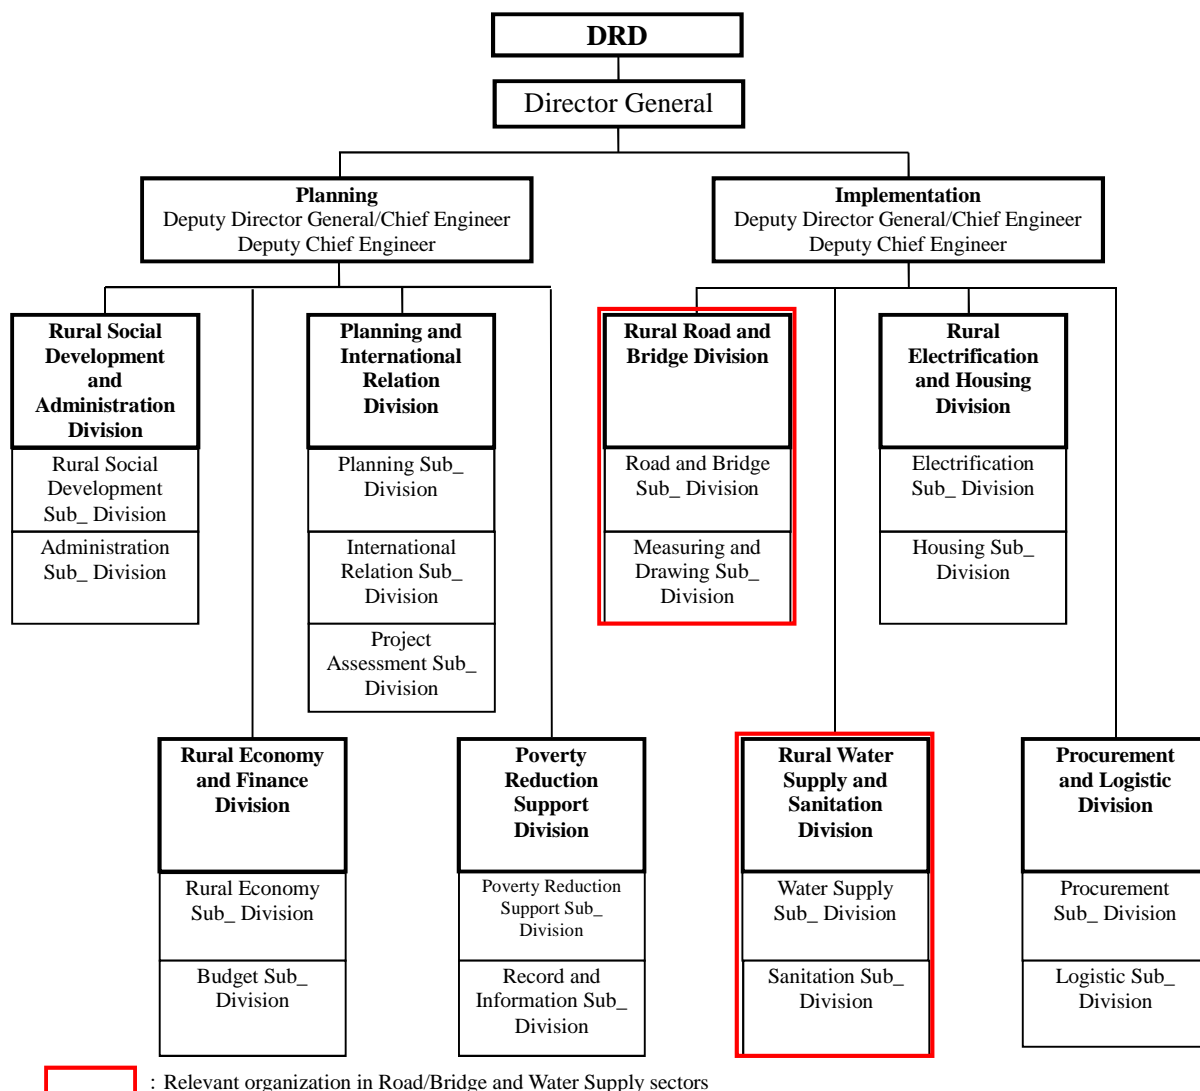 DRD
Director General
Planning
Deputy Director General/Chief Engineer
Deputy Chief Engineer
Implementation
Deputy Director General/Chief Engineer
Deputy Chief Engineer
Rural Social
Development
and
Administration
Division
Rural Social
Development
Sub_ Division
Administration
Sub_ Division
Planning and
International
Relation
Division
Planning Sub_
Division
International
Relation Sub_
Division
Project
Assessment Sub_
Division
Rural Road and
Bridge Division
Road and Bridge
Sub_ Division
Measuring and
Drawing Sub_
Division
Rural
Electrification
and Housing
Division
Electrification
Sub_ Division
Housing Sub_
Division
Rural Economy
and Finance
Division
Rural Economy
Sub_ Division
Budget Sub_
Division
Poverty
Reduction
Support
Division
Poverty Reduction
Support Sub_
Division
Record and
Information Sub_
Division
Rural Water
Supply and
Sanitation
Division
Water Supply
Sub_ Division
Sanitation Sub_
Division
Procurement
and Logistic
Division
Procurement
Sub_ Division
Logistic Sub_
Division
: Relevant organization in Road/Bridge and Water Supply sectors